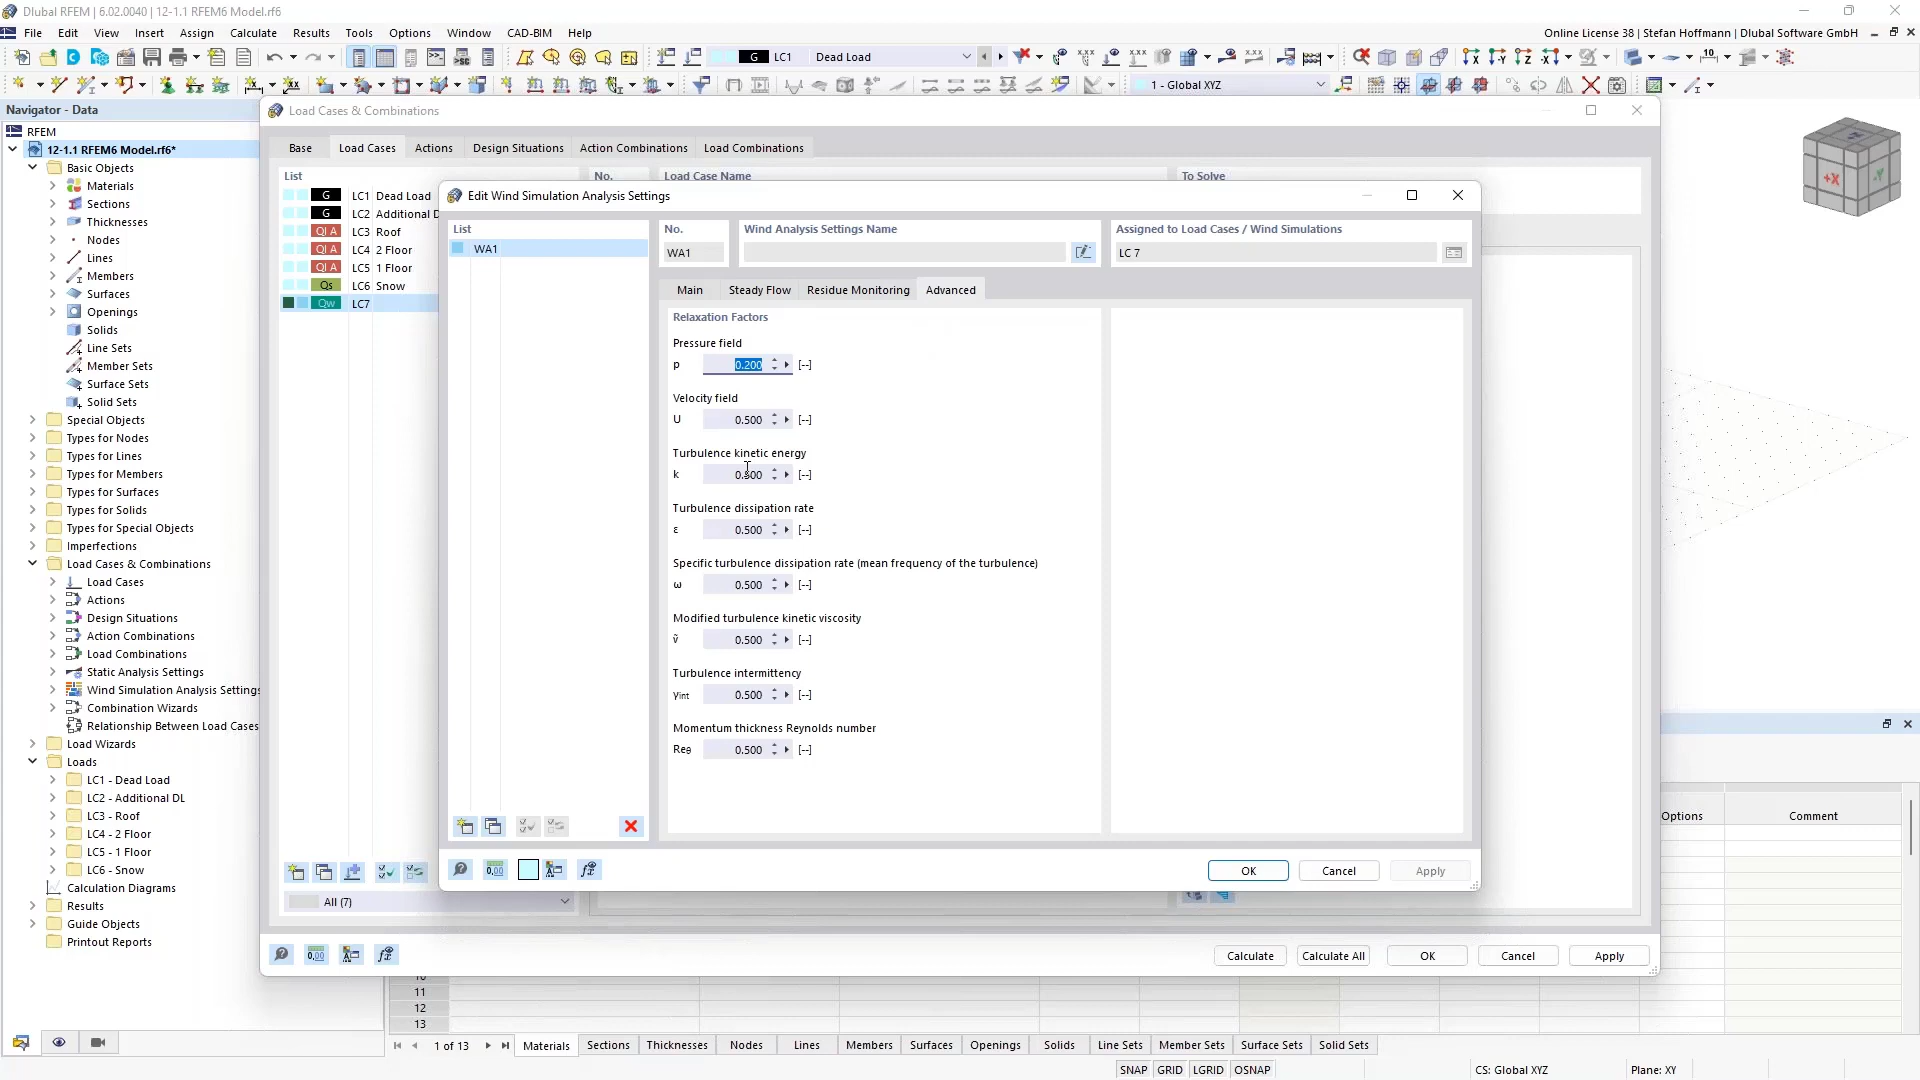 Dlubal RFEM | 6.02.0040 | 12-1.1 RFEM6 Model.rf6*
File Edit View Insert Assign Calculate Results Tools Options Window CAD-BIM Help
Online License 38 | Stefan Hoffmann | Dlubal Software GmbH
G LC1 Dead Load
1 - Global XYZ
Navigator - Data
RFEM
12-1.1 RFEM6 Model.rf6*
Basic Objects
Materials
Sections
Thicknesses
Nodes
Lines
Members
Surfaces
Openings
Solids
Line Sets
Member Sets
Surface Sets
Solid Sets
Special Objects
Types for Nodes
Types for Lines
Types for Members
Types for Surfaces
Types for Solids
Types for Special Objects
Imperfections
Load Cases & Combinations
Load Cases
Actions
Design Situations
Action Combinations
Load Combinations
Static Analysis Settings
Wind Simulation Analysis Settings
Combination Wizards
Relationship Between Load Cases
Load Wizards
Loads
LC1 - Dead Load
LC2 - Additional DL
LC3 - Roof
LC4 - 2 Floor
LC5 - 1 Floor
LC6 - Snow
Calculation Diagrams
Results
Guide Objects
Printout Reports
Load Cases & Combinations
Base Load Cases Actions Design Situations Action Combinations Load Combinations
List No. Load Case Name To Solve
G LC1 Dead Load
G LC2 Additional D
QI A LC3 Roof
QI A LC4 2 Floor
QI A LC5 1 Floor
Qs LC6 Snow
Qw LC7
All (7)
Edit Wind Simulation Analysis Settings
List
WA1
No.
WA1
Wind Analysis Settings Name
Assigned to Load Cases / Wind Simulations
LC 7
Main Steady Flow Residue Monitoring Advanced
Relaxation Factors
Pressure field
p 0.200 [--]
Velocity field
U 0.500 [--]
Turbulence kinetic energy
k 0.500 [--]
Turbulence dissipation rate
ε 0.500 [--]
Specific turbulence dissipation rate (mean frequency of the turbulence)
ω 0.500 [--]
Modified turbulence kinetic viscosity
ṽ 0.500 [--]
Turbulence intermittency
γint 0.500 [--]
Momentum thickness Reynolds number
Reθ 0.500 [--]
OK Cancel Apply
Calculate Calculate All OK Cancel Apply
Options Comment
11
12
13
1 of 13 Materials Sections Thicknesses Nodes Lines Members Surfaces Openings Solids Line Sets Member Sets Surface Sets Solid Sets
SNAP GRID LGRID OSNAP CS: Global XYZ Plane: XY